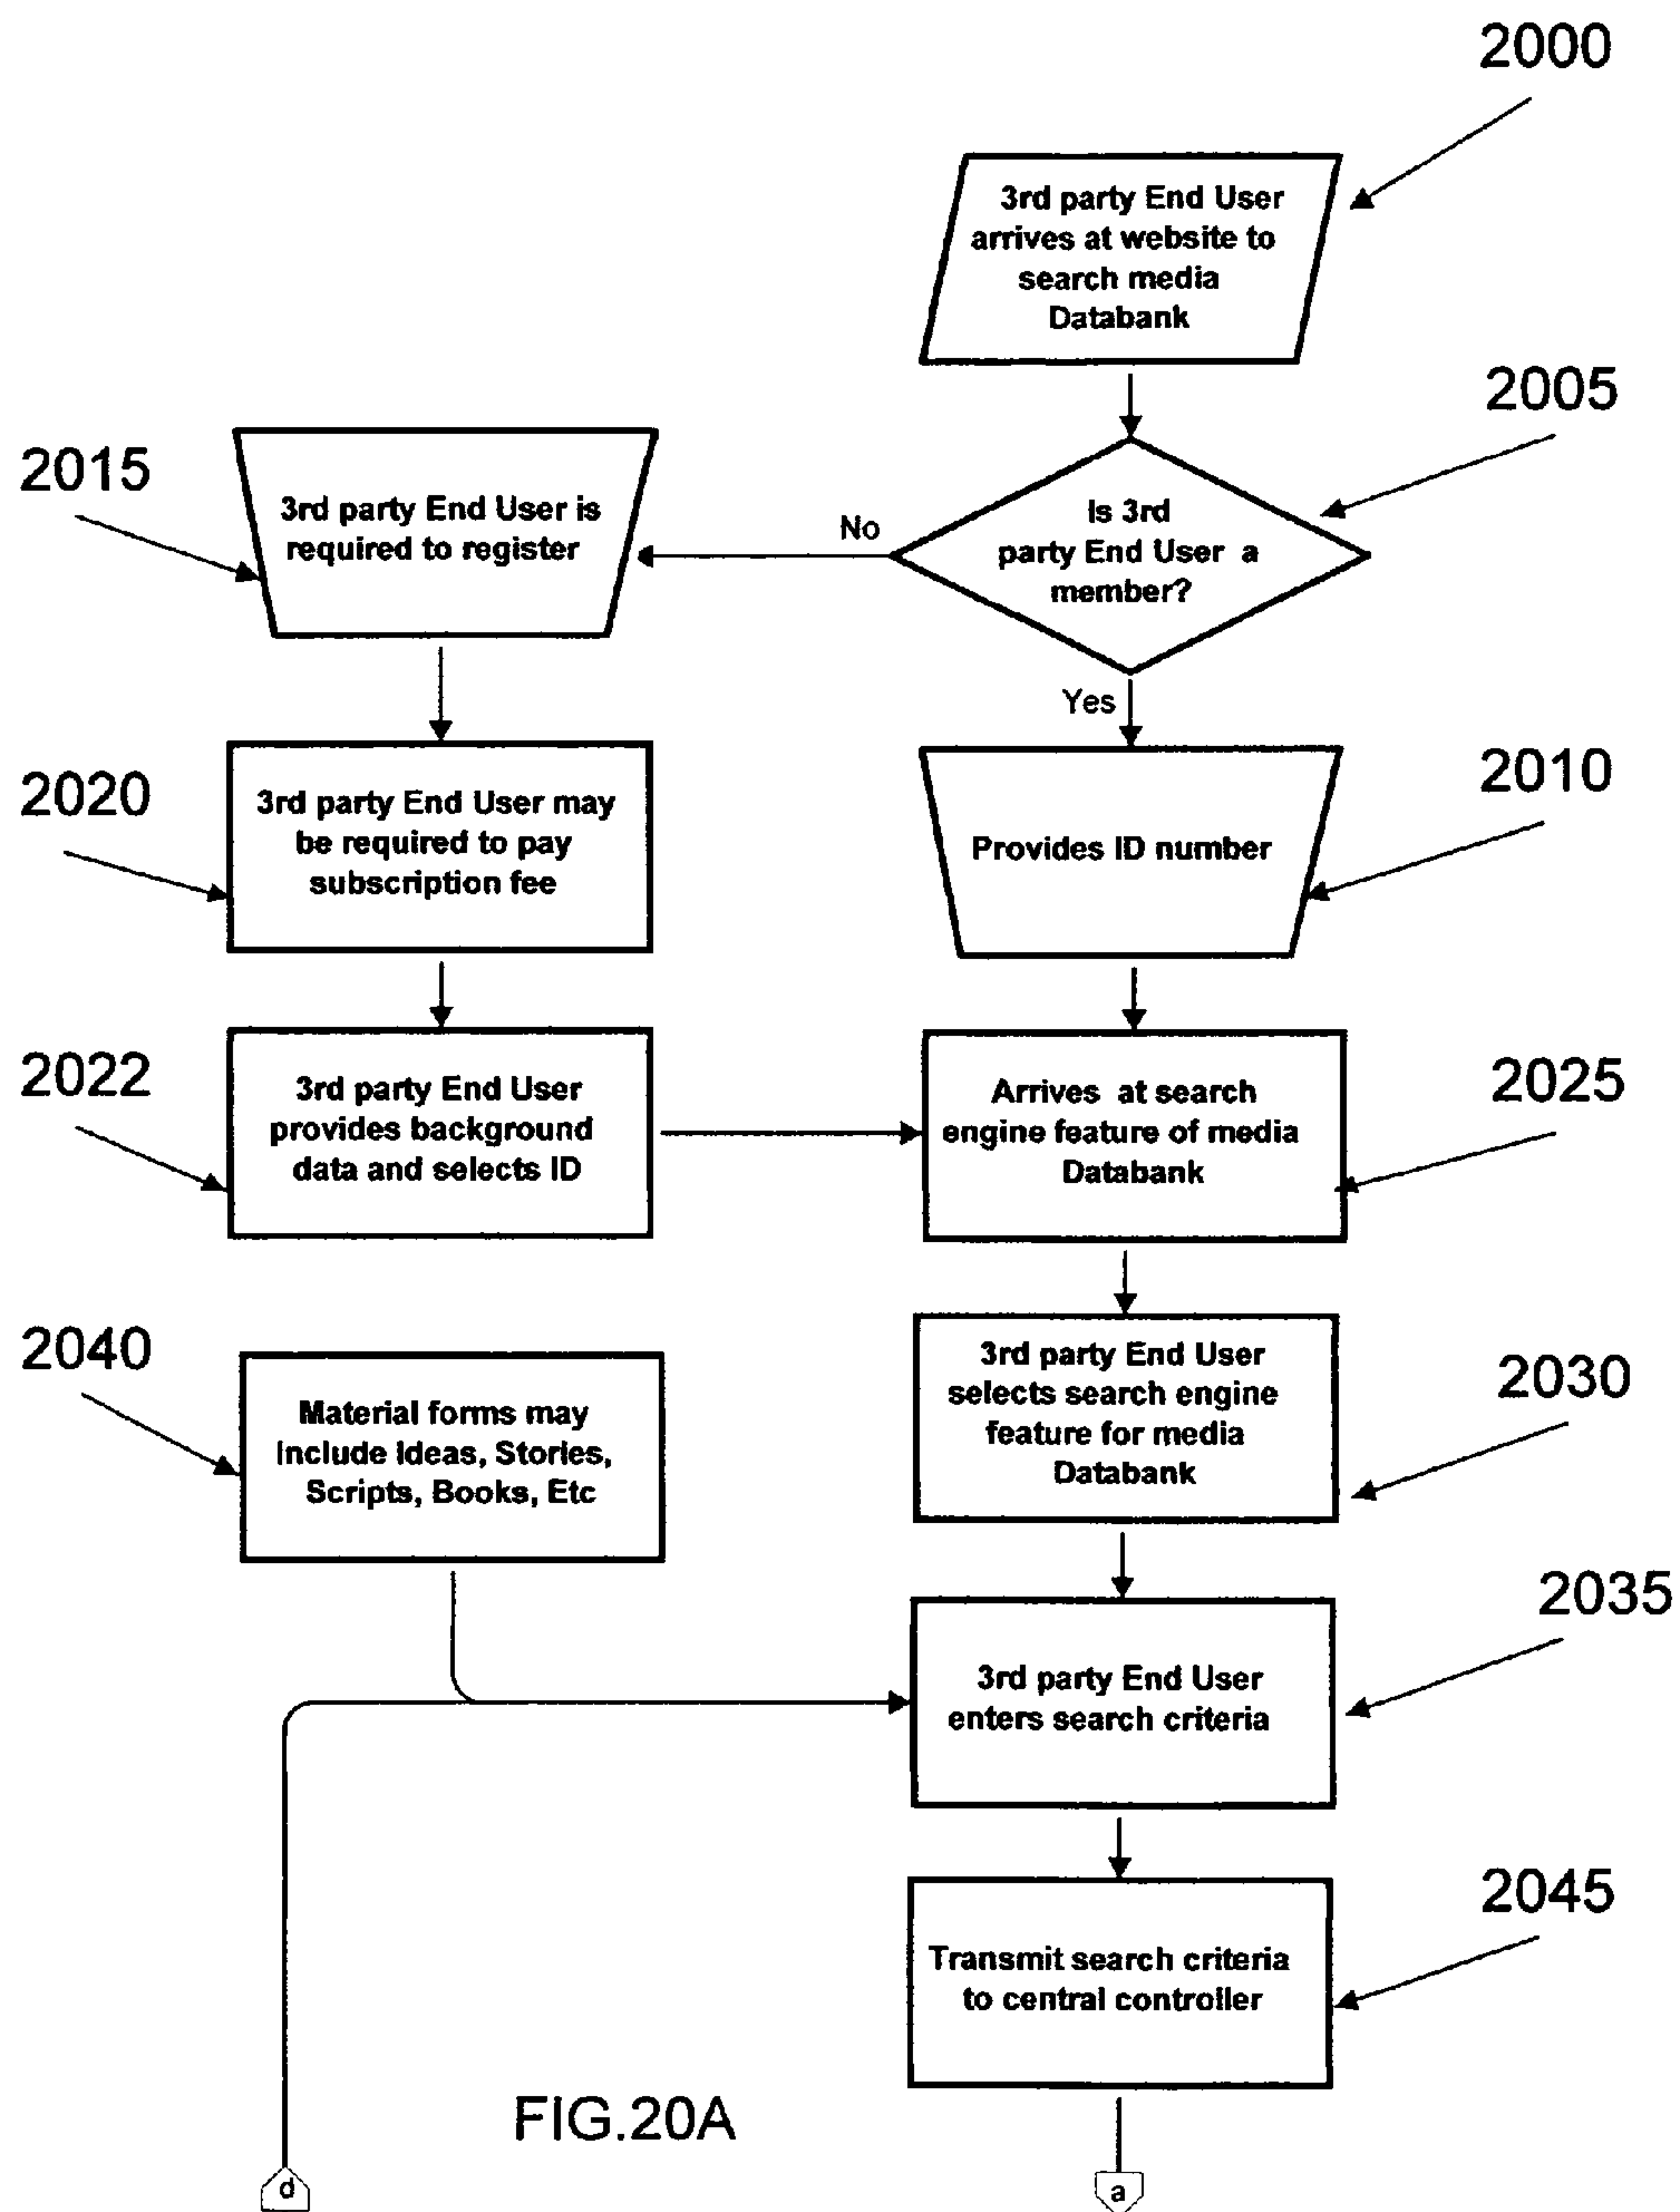 2000
3rd party End User
arrives at website to
search media
Databank
2005
Is 3rd
party End User a
member?
No
Yes
2015
3rd party End User is
required to register
2020
3rd party End User may
be required to pay
subscription fee
2010
Provides ID number
2022
3rd party End User
provides background
data and selects ID
2025
Arrives at search
engine feature of media
Databank
2030
3rd party End User
selects search engine
feature for media
Databank
2040
Material forms may
include Ideas, Stories,
Scripts, Books, Etc
2035
3rd party End User
enters search criteria
2045
Transmit search criteria
to central controller
FIG.20A
d
a